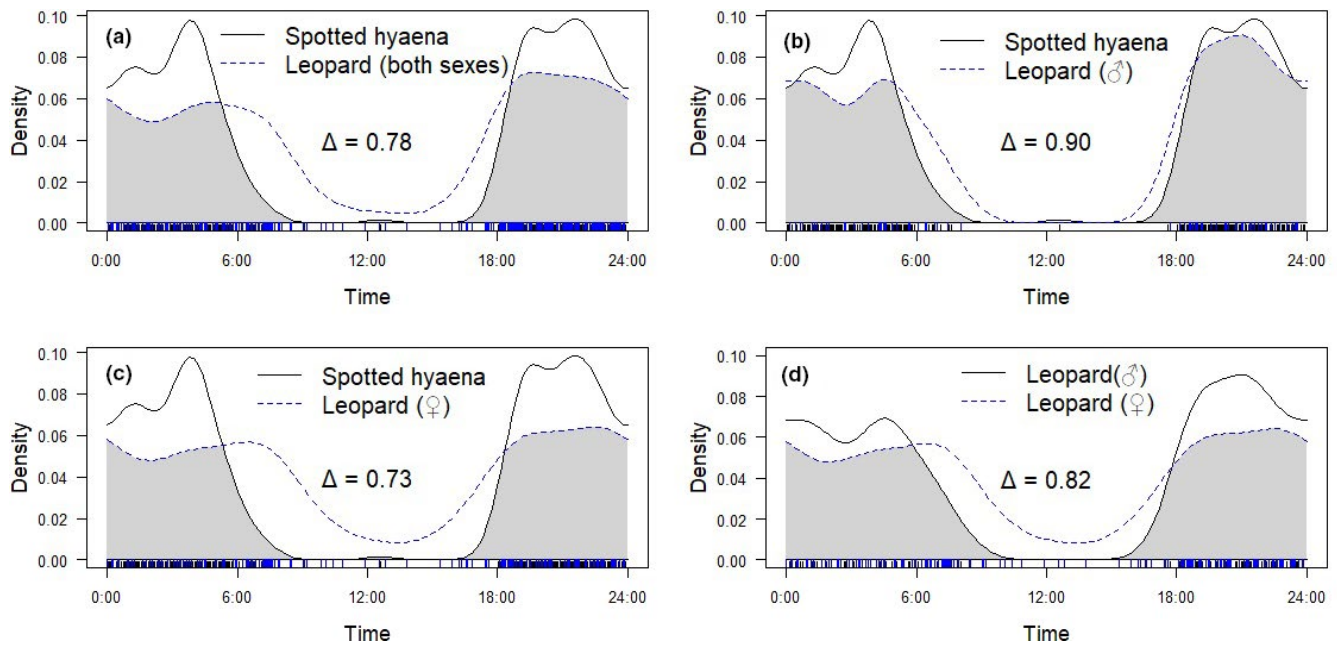 (a)
Spotted hyaena
Leopard (both sexes)
Δ = 0.78
Density
0.10
0.08
0.06
0.04
0.02
0.00
0:00 6:00 12:00 18:00 24:00
Time
(b)
Spotted hyaena
Leopard (♂)
Δ = 0.90
Density
0.10
0.08
0.06
0.04
0.02
0.00
0:00 6:00 12:00 18:00 24:00
Time
(c)
Spotted hyaena
Leopard (♀)
Δ = 0.73
Density
0.10
0.08
0.06
0.04
0.02
0.00
0:00 6:00 12:00 18:00 24:00
Time
(d)
Leopard(♂)
Leopard (♀)
Δ = 0.82
Density
0.10
0.08
0.06
0.04
0.02
0.00
0:00 6:00 12:00 18:00 24:00
Time